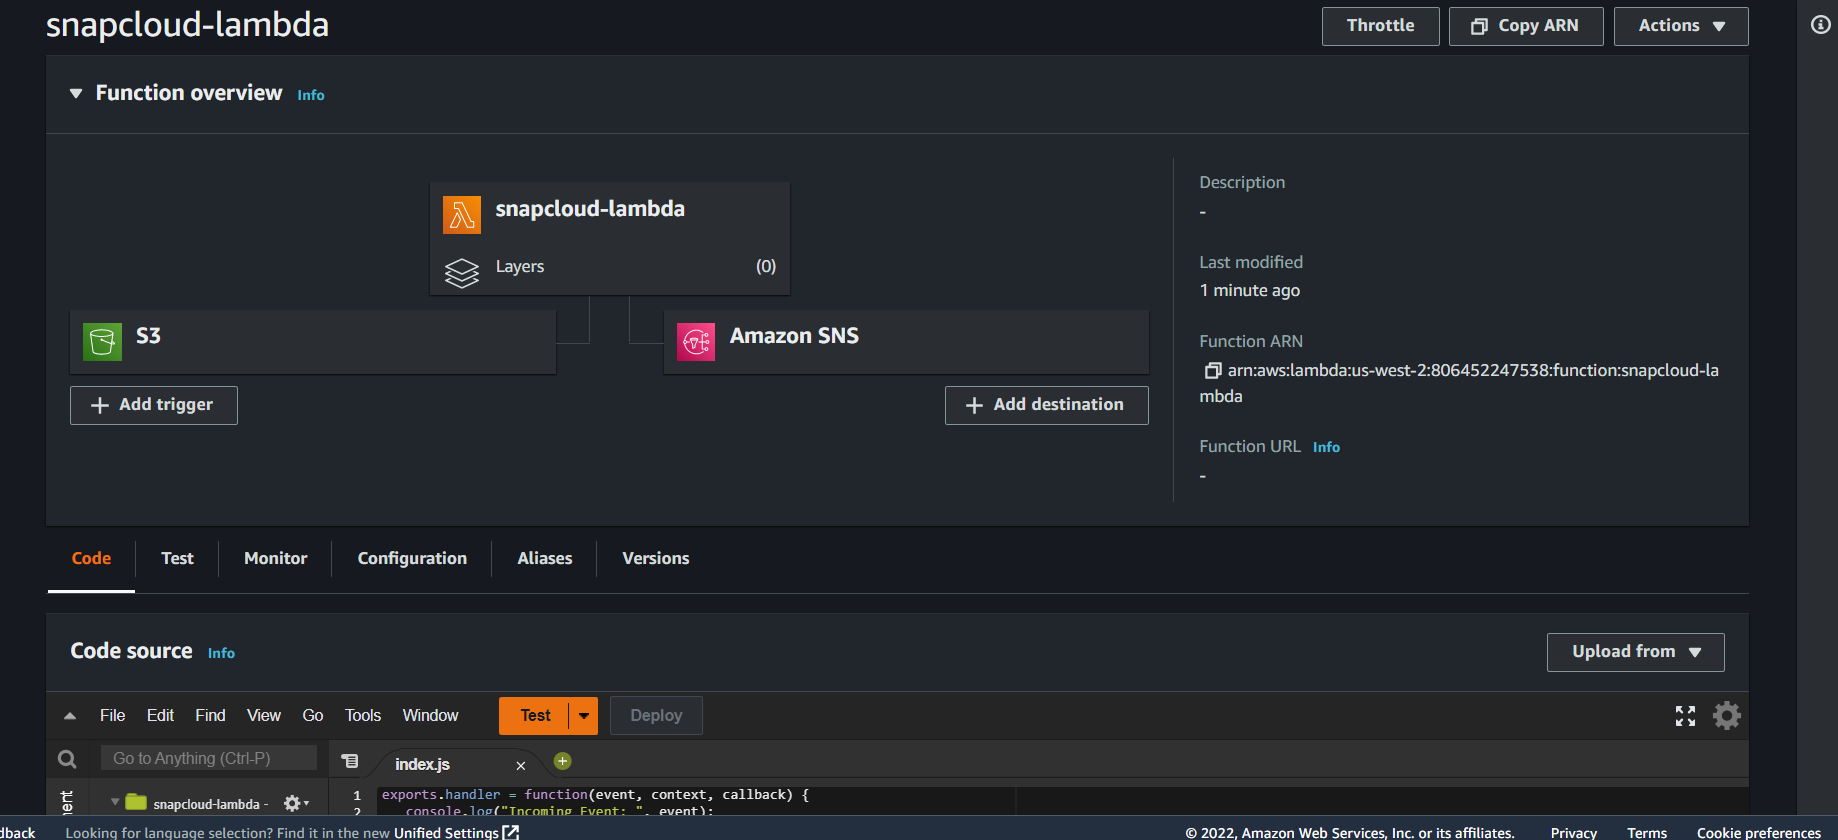 snapcloud-lambda
Throttle
Copy ARN
Actions
Function overview Info
snapcloud-lambda
Layers (0)
S3
Amazon SNS
Add trigger
Add destination
Description
-
Last modified
1 minute ago
Function ARN
arn:aws:lambda:us-west-2:806452247538:function:snapcloud-la
mbda
Function URL Info
-
Code Test Monitor Configuration Aliases Versions
Code source Info
Upload from
File Edit Find View Go Tools Window Test Deploy
Go to Anything (Ctrl-P)
index.js
snapcloud-lambda -
1 exports.handler = function(event, context, callback) {
2 console.log("Incoming Event: ", event);
dback Looking for language selection? Find it in the new Unified Settings © 2022, Amazon Web Services, Inc. or its affiliates. Privacy Terms Cookie preferences